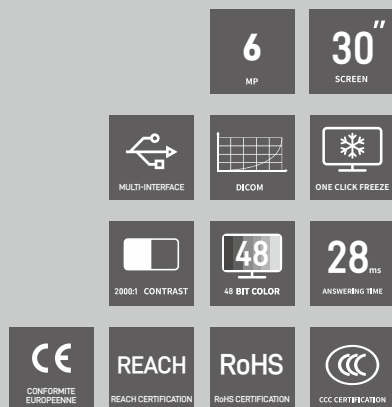 6
MP
30"
SCREEN
MULTI-INTERFACE
DICOM
ONE CLICK FREEZE
2000:1 CONTRAST
48
48 BIT COLOR
28ms
ANSWERING TIME
CE
CONFORMITE
EUROPEENNE
REACH
REACH CERTIFICATION
RoHS
RoHS CERTIFICATION
CCC
CCC CERTIFICATION